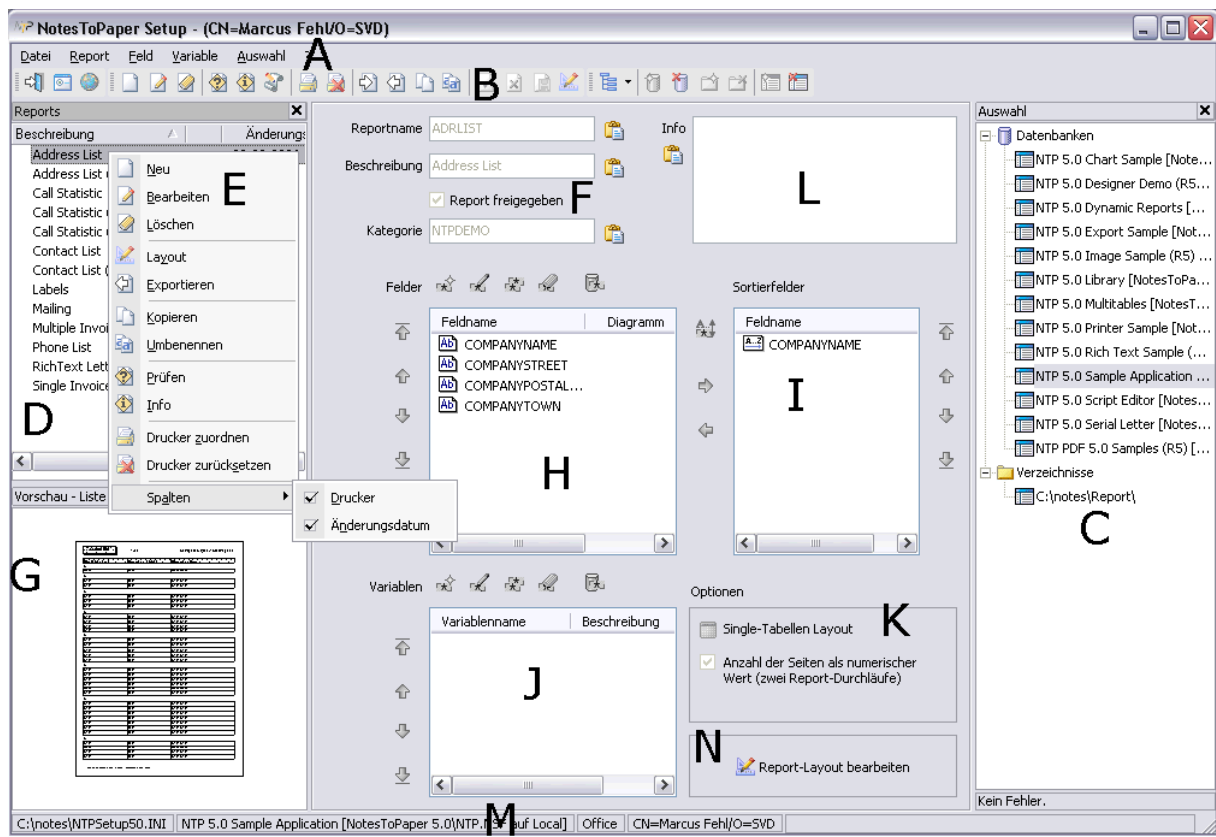 NotesToPaper Setup - (CN=Marcus Fehl/O=SVD)
Datei Report Feld Variable Auswahl
A
B
Reports
Beschreibung Änderungs
Address List
Address List
Call Statistic
Call Statistic
Call Statistic
Contact List
Contact List (
Labels
Mailing
Multiple Invoi
Phone List
RichText Lett
Single Invoice
D
Neu
Bearbeiten
E
Löschen
Layout
Exportieren
Kopieren
Umbenennen
Prüfen
Info
Drucker zuordnen
Drucker zurücksetzen
Spalten
Drucker
Änderungsdatum
Vorschau - Liste
G
Reportname ADRLIST
Beschreibung Address List
Report freigegeben
F
Kategorie NTPDEMO
Info
L
Felder
Feldname Diagramm
COMPANYNAME
COMPANYSTREET
COMPANYPOSTAL...
COMPANYTOWN
H
Sortierfelder
Feldname
COMPANYNAME
I
Variablen
Variablenname Beschreibung
J
Optionen
K
Single-Tabellen Layout
Anzahl der Seiten als numerischer
Wert (zwei Report-Durchläufe)
N
Report-Layout bearbeiten
Auswahl
Datenbanken
NTP 5.0 Chart Sample [Note...
NTP 5.0 Designer Demo (R5...
NTP 5.0 Dynamic Reports [...
NTP 5.0 Export Sample [Not...
NTP 5.0 Image Sample (R5) ...
NTP 5.0 Library [NotesToPa...
NTP 5.0 Multitables [NotesT...
NTP 5.0 Printer Sample [Not...
NTP 5.0 Rich Text Sample (...
NTP 5.0 Sample Application ...
NTP 5.0 Script Editor [Notes...
NTP 5.0 Serial Letter [Notes...
NTP PDF 5.0 Samples (R5) [...
Verzeichnisse
C:\notes\Report\
C
Kein Fehler.
M
C:\notes\NTPSetup50.INI NTP 5.0 Sample Application [NotesToPaper 5.0\NTP.NSF auf Local] Office CN=Marcus Fehl/O=SVD